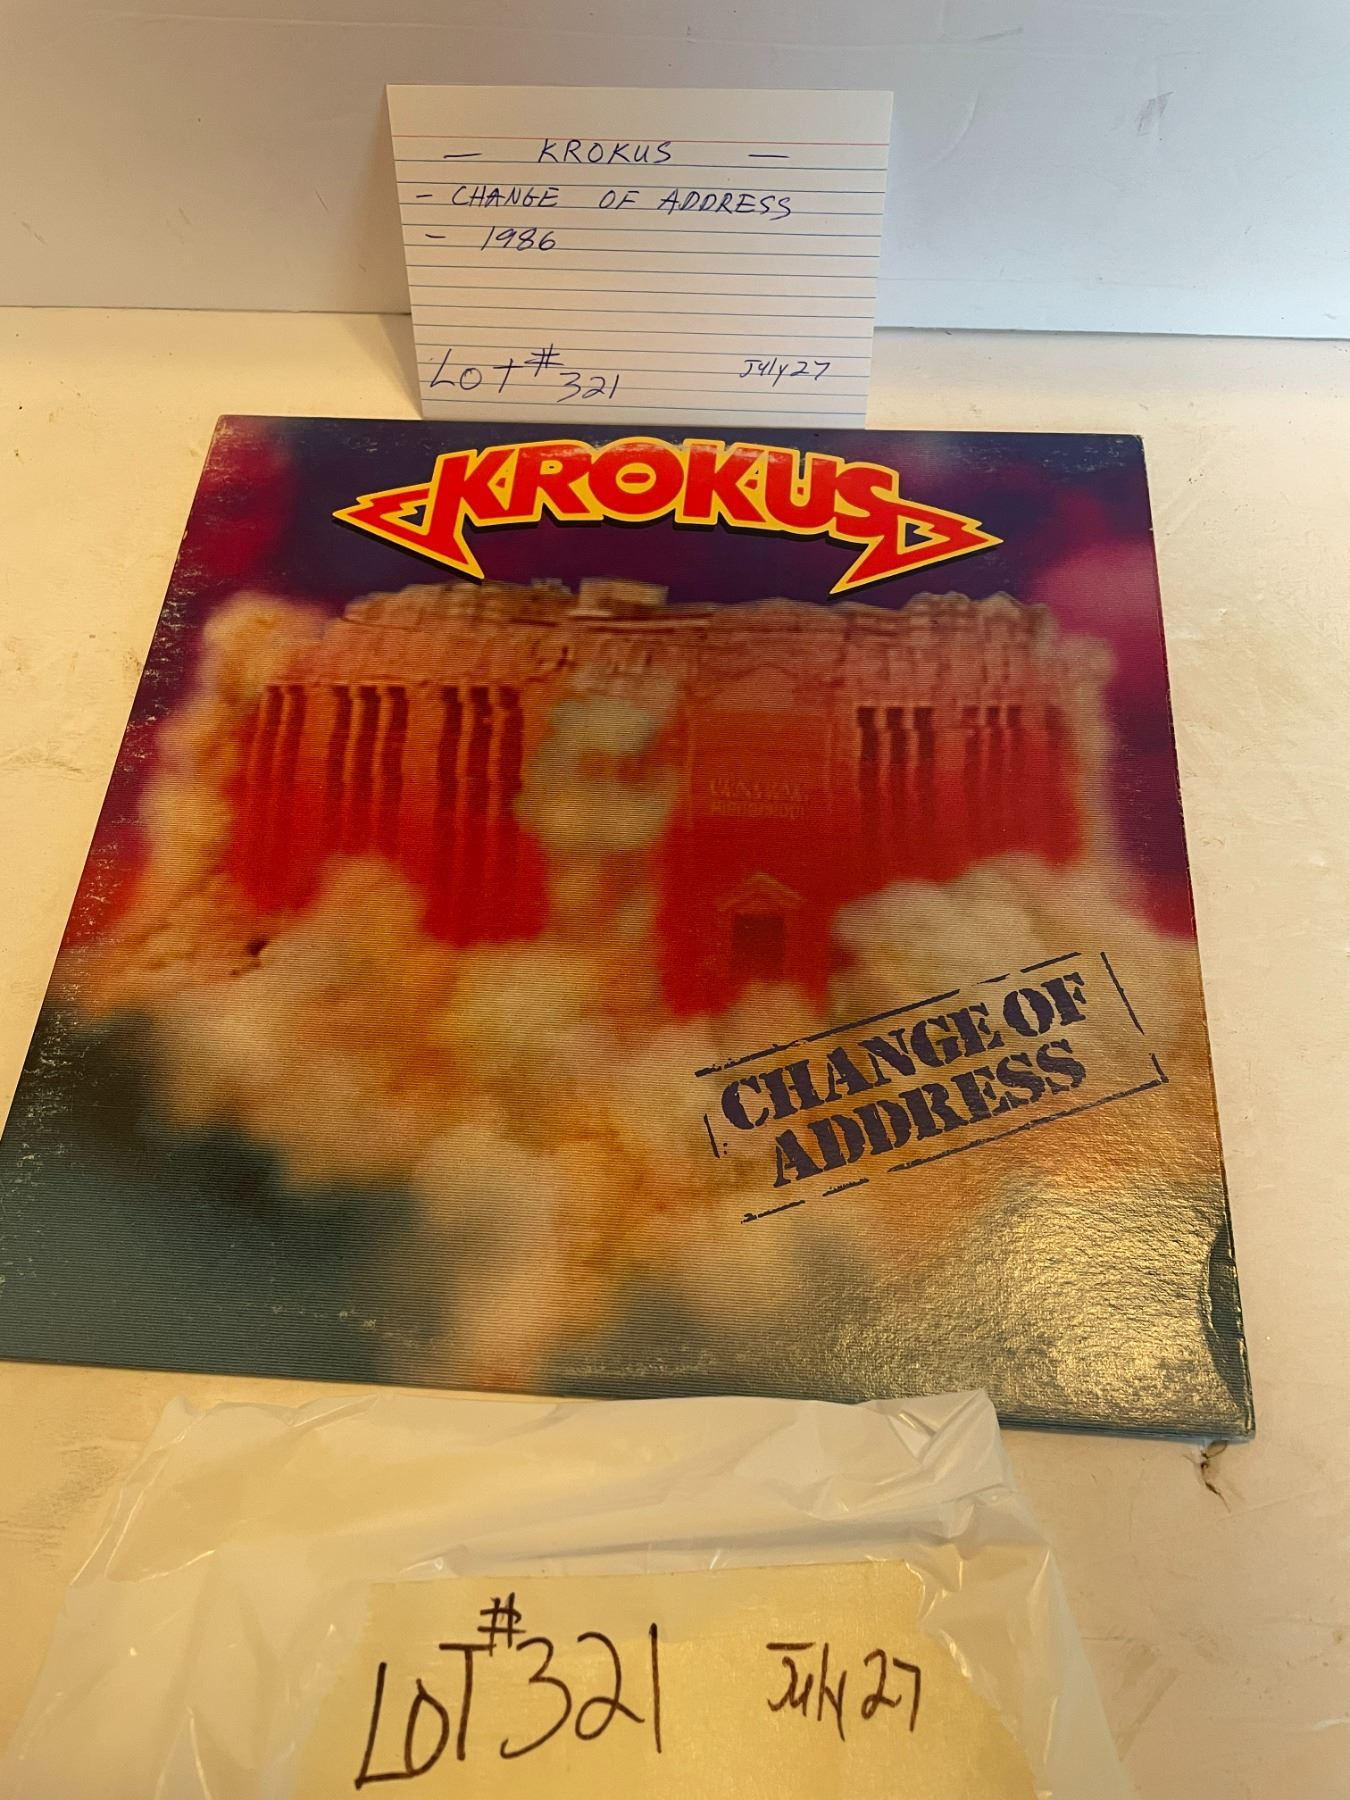 — KROKUS —
- CHANGE OF ADDRESS
- 1986
LOT # 321 July 27
KROKUS
CHANGE OF
ADDRESS
LOT # 321 July 27